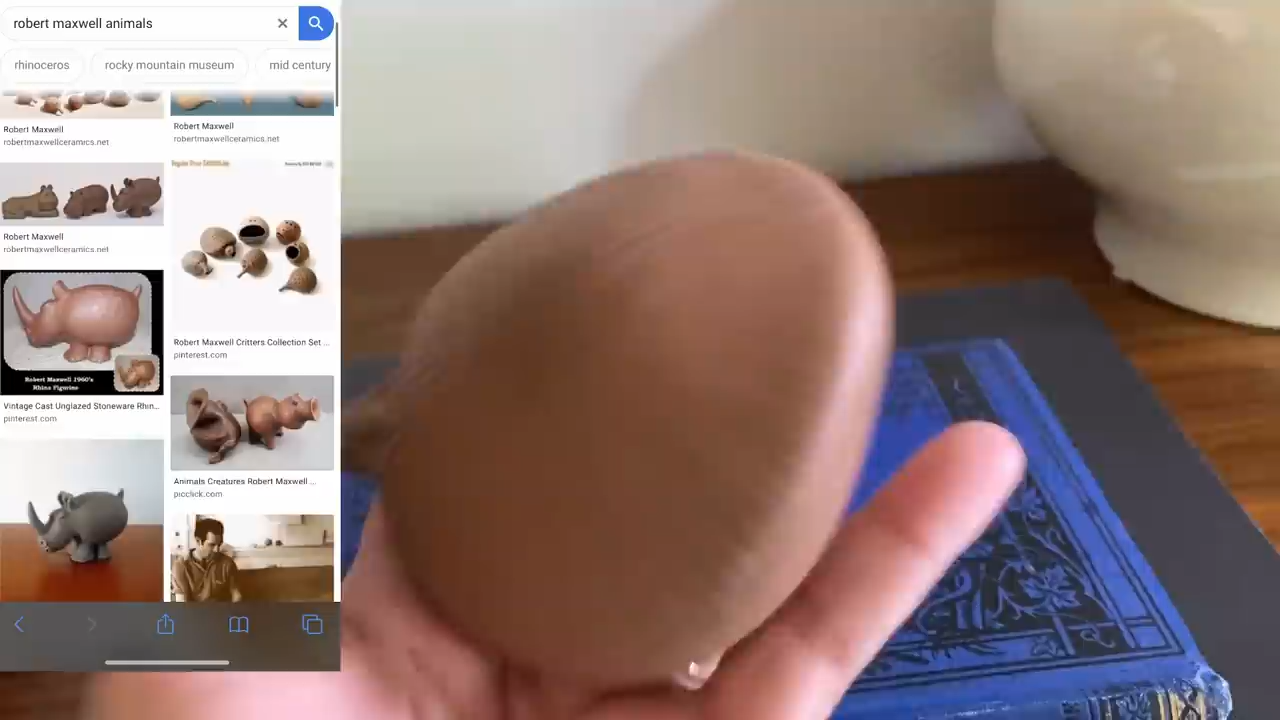 robert maxwell animals
rhinoceros
rocky mountain museum
mid century
Robert Maxwell
robertmaxwellceramics.net
Robert Maxwell
robertmaxwellceramics.net
Robert Maxwell
robertmaxwellceramics.net
Robert Maxwell Critters Collection Set ...
pinterest.com
Robert Maxwell 1960's
Rhino Figurine
Vintage Cast Unglazed Stoneware Rhin...
pinterest.com
Animals Creatures Robert Maxwell ...
picclick.com